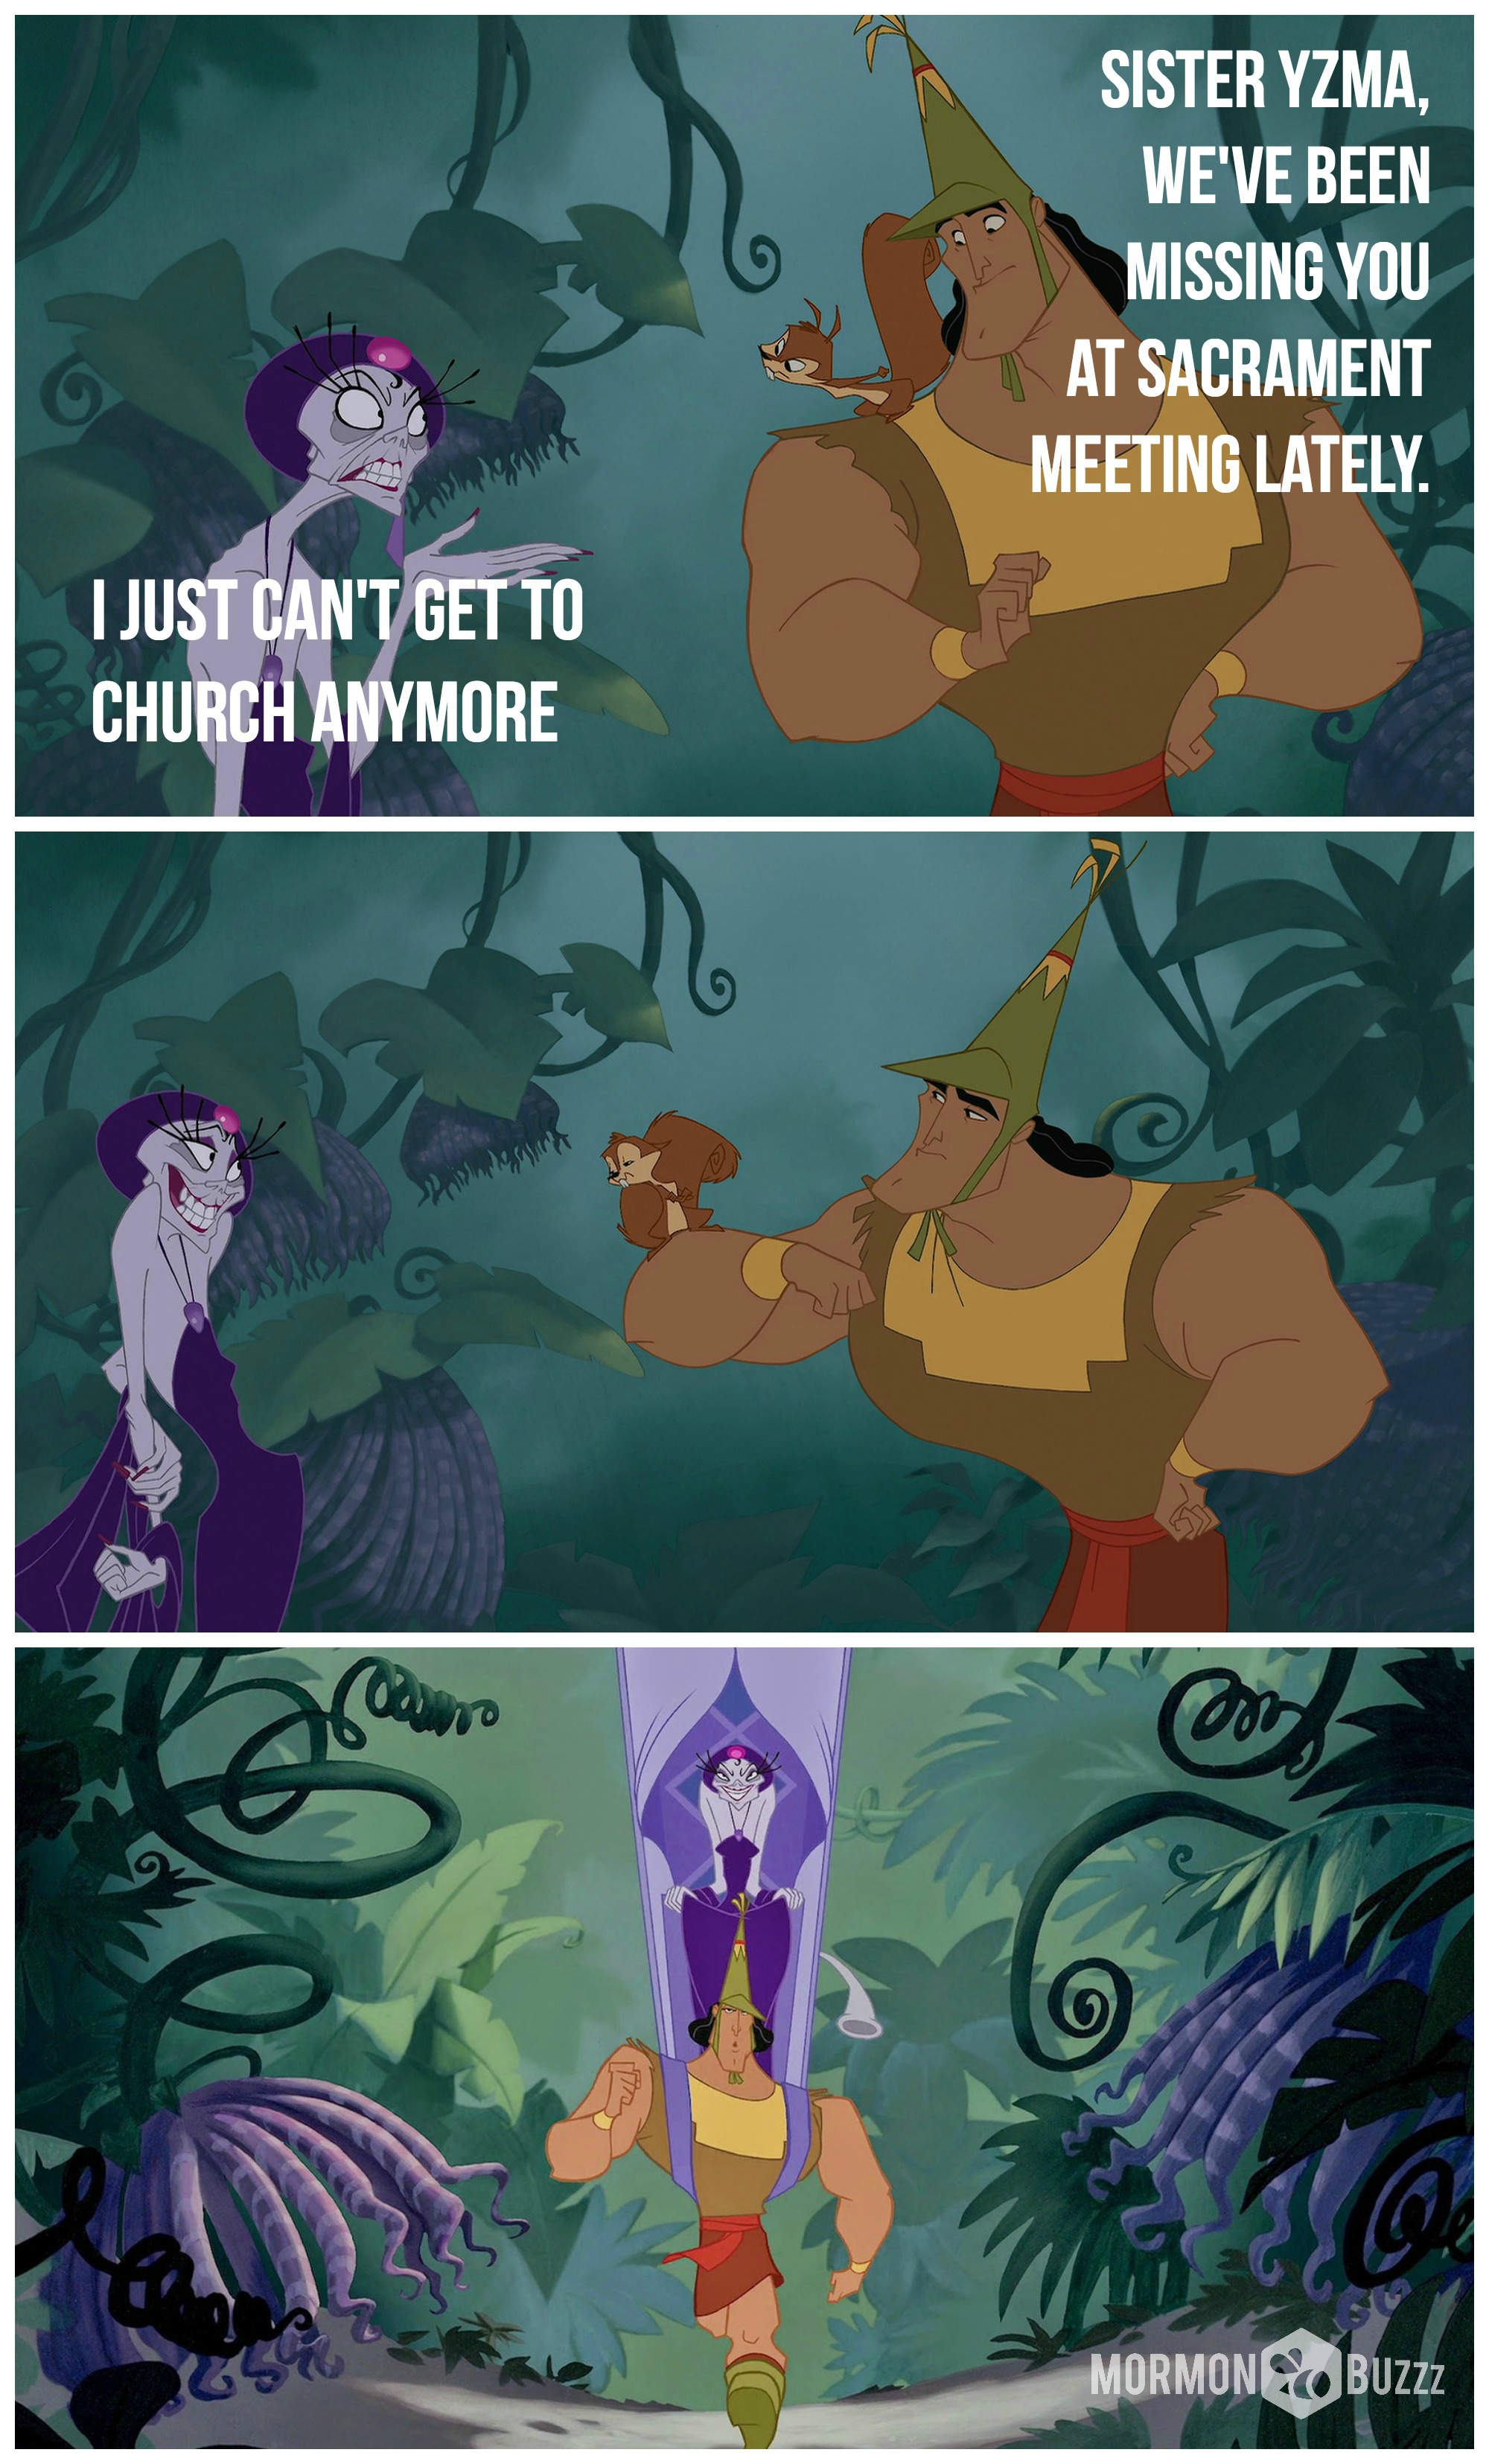 SISTER YZMA,
WE'VE BEEN
MISSING YOU
AT SACRAMENT
MEETING LATELY.
I JUST CAN'T GET TO
CHURCH ANYMORE
MORMON BUZZZ